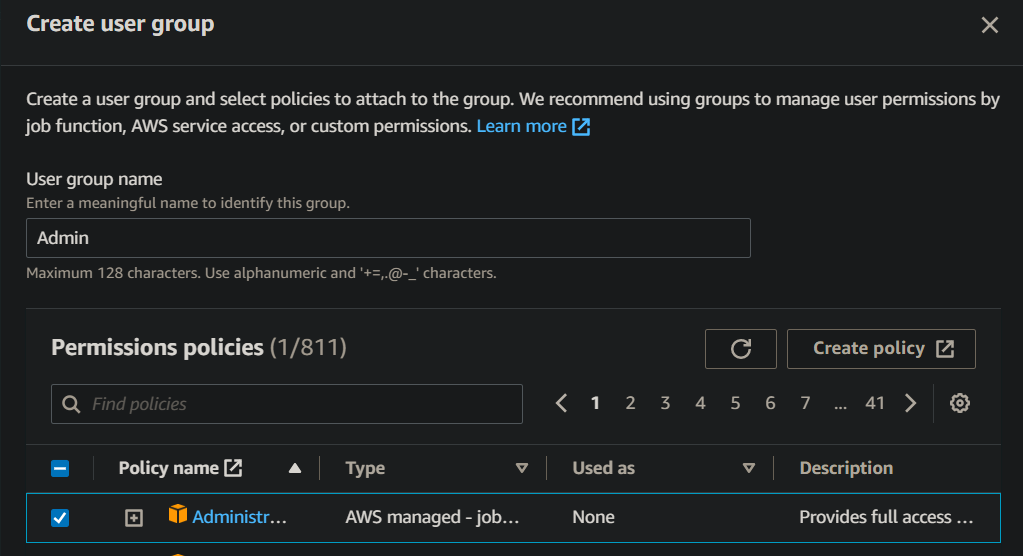 Create user group
Create a user group and select policies to attach to the group. We recommend using groups to manage user permissions by
job function, AWS service access, or custom permissions. Learn more
User group name
Enter a meaningful name to identify this group.
Admin
Maximum 128 characters. Use alphanumeric and '+=,.@-_' characters.
Permissions policies (1/811)
Create policy
Find policies
1 2 3 4 5 6 7 ... 41
Policy name Type Used as Description
Administr... AWS managed - job... None Provides full access ...